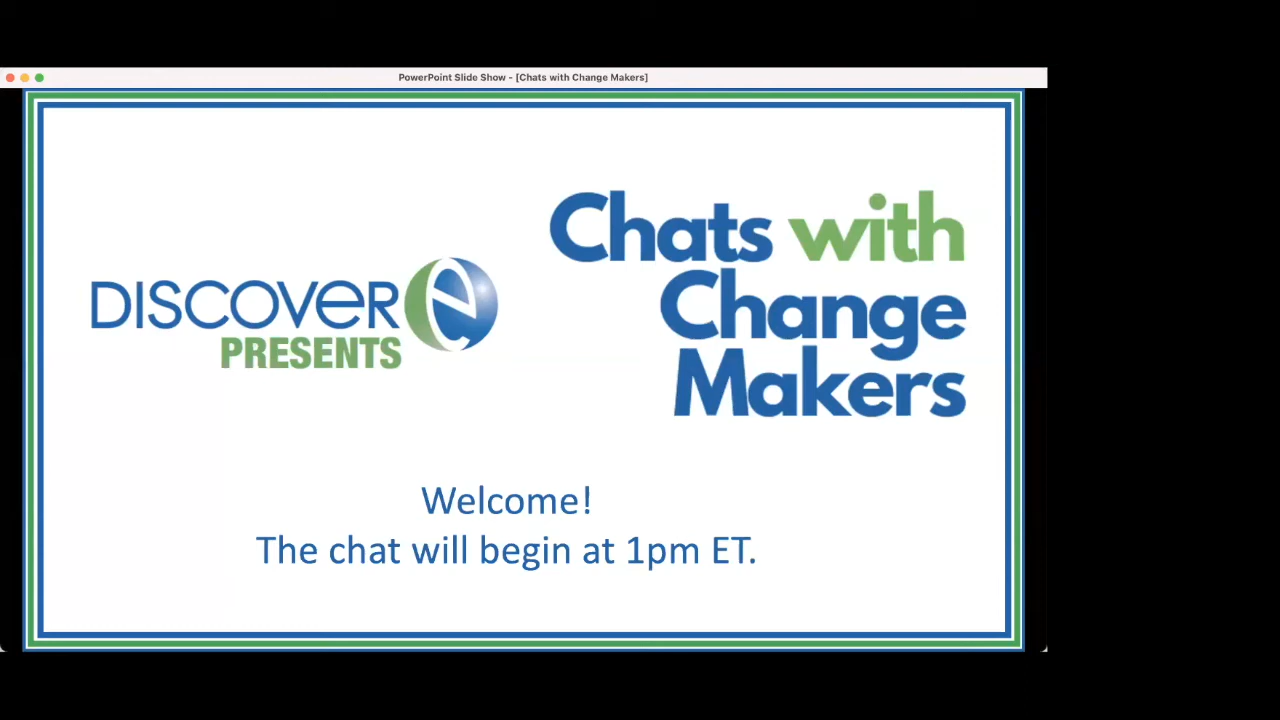 PowerPoint Slide Show - [Chats with Change Makers]
DISCOVER e
PRESENTS
Chats with
Change
Makers
Welcome!
The chat will begin at 1pm ET.